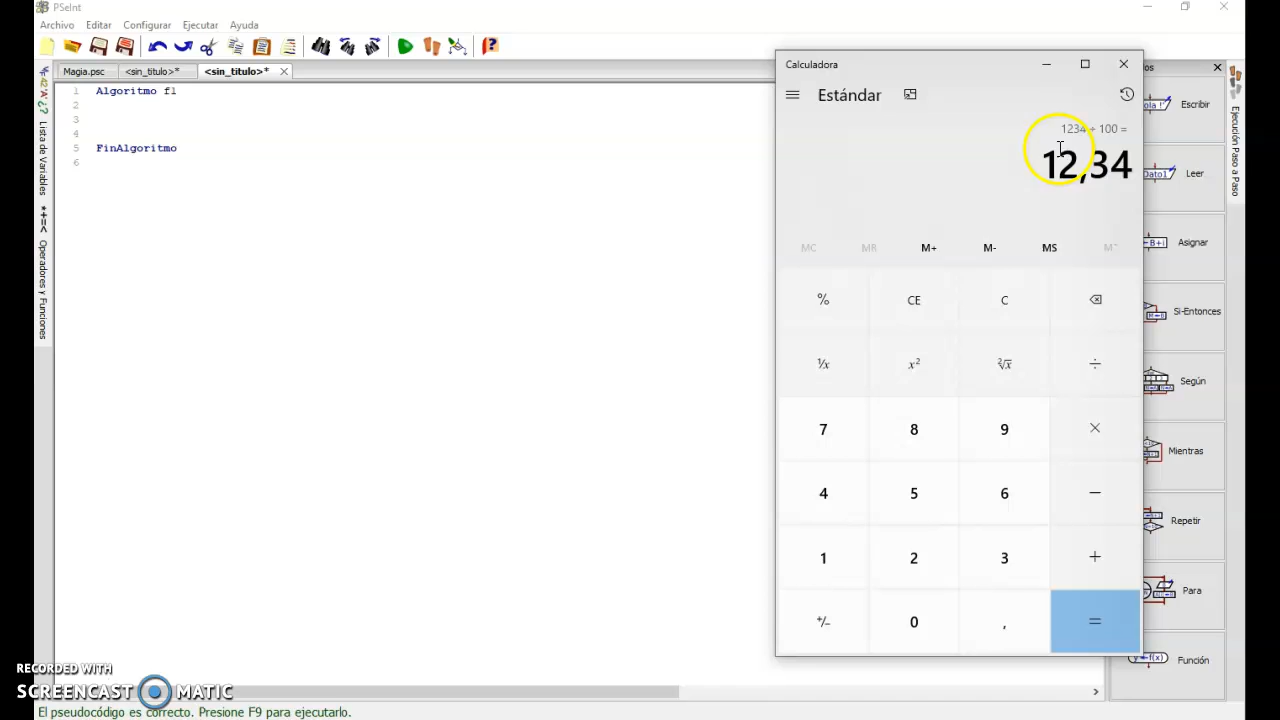 PSeInt
Archivo Editar Configurar Ejecutar Ayuda
Magia.psc <sin_titulo>* <sin_titulo>*
1 Algoritmo f1
2
3
4
5 FinAlgoritmo
6
Lista de Variables
Operadores y Funciones
Calculadora
Estándar
1234 ÷ 100 =
12,34
MC MR M+ M- MS
% CE C
¹/x x² ²√x ÷
7 8 9 ×
4 5 6 −
1 2 3 +
+/− 0 , =
os
Escribir
Leer
Asignar
Si-Entonces
Según
Mientras
Repetir
Para
Función
Ejecución Paso a Paso
RECORDED WITH
SCREENCAST MATIC
El pseudocódigo es correcto. Presione F9 para ejecutarlo.